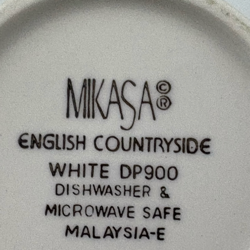 MIKASA © ®
ENGLISH COUNTRYSIDE
WHITE DP900
DISHWASHER &
MICROWAVE SAFE
MALAYSIA-E